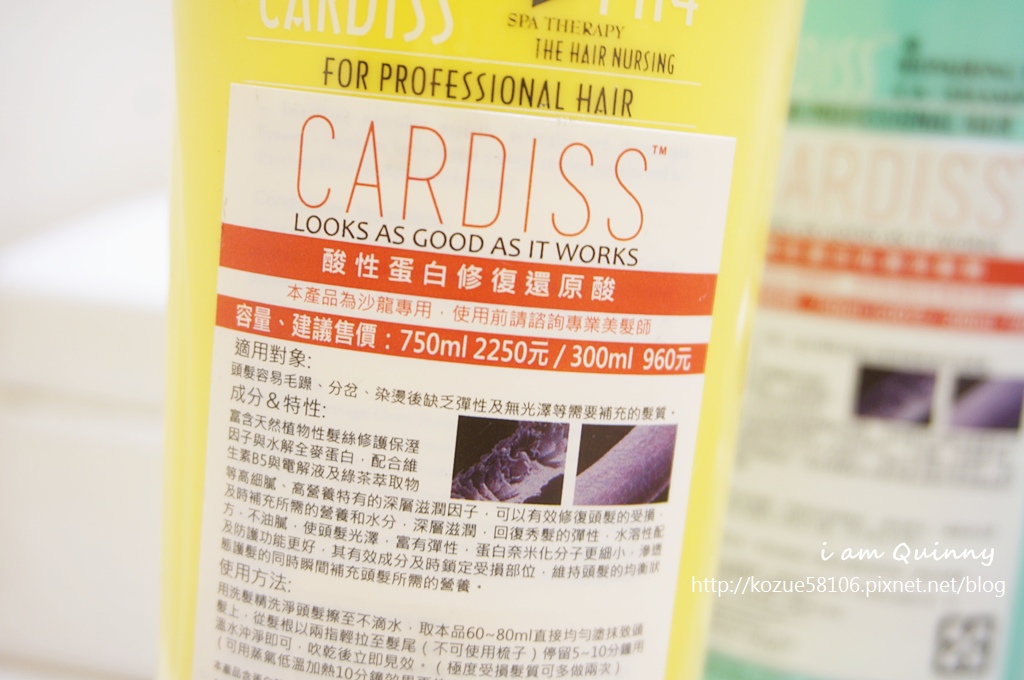 CARDISS
SPA THERAPY
THE HAIR NURSING
FOR PROFESSIONAL HAIR
CARDISS™
LOOKS AS GOOD AS IT WORKS
酸性蛋白修復還原酸
本產品為沙龍專用，使用前請諮詢專業美髮師
容量、建議售價：750ml 2250元 / 300ml 960元
適用對象:
頭髮容易毛躁、分岔、染燙後缺乏彈性及無光澤等需要補充的髮質。
成分&特性:
富含天然植物性髮絲修護保溼
因子與水解全麥蛋白，配合維
生素B5與電解液及綠茶萃取物
等高細膩、高營養特有的深層滋潤因子，可以有效修復頭髮的受損，
及時補充所需的營養和水分，深層滋潤，回復秀髮的彈性，水溶性配
方，不油膩，使頭髮光澤，富有彈性，蛋白奈米化分子更細小，滲透
及防護功能更好，其有效成分及時鎖定受損部位，維持頭髮的均衡狀
態護髮的同時瞬間補充頭髮所需的營養。
使用方法:
用洗髮精洗淨頭髮擦至不滴水，取本品60~80ml直接均勻塗抹致頭
髮上，從髮根以兩指輕拉至髮尾（不可使用梳子）停留5~10分鐘用
溫水沖淨即可，吹乾後立即見效。（極度受損髮質可多做兩次）
（可用蒸氣低溫加熱10分鐘效果
ARDISS
i am Quinny
http://kozue58106.pixnet.net/blog